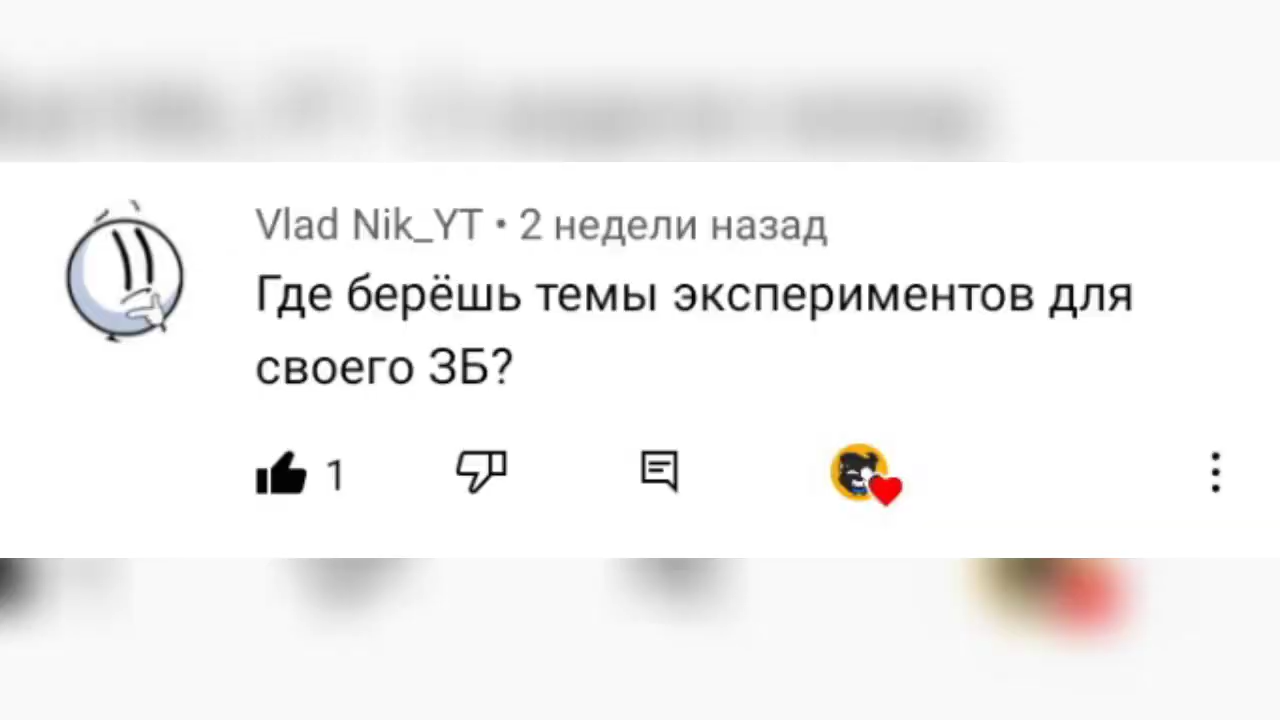 Vlad Nik_YT • 2 недели назад
Где берёшь темы экспериментов для
своего ЗБ?
1